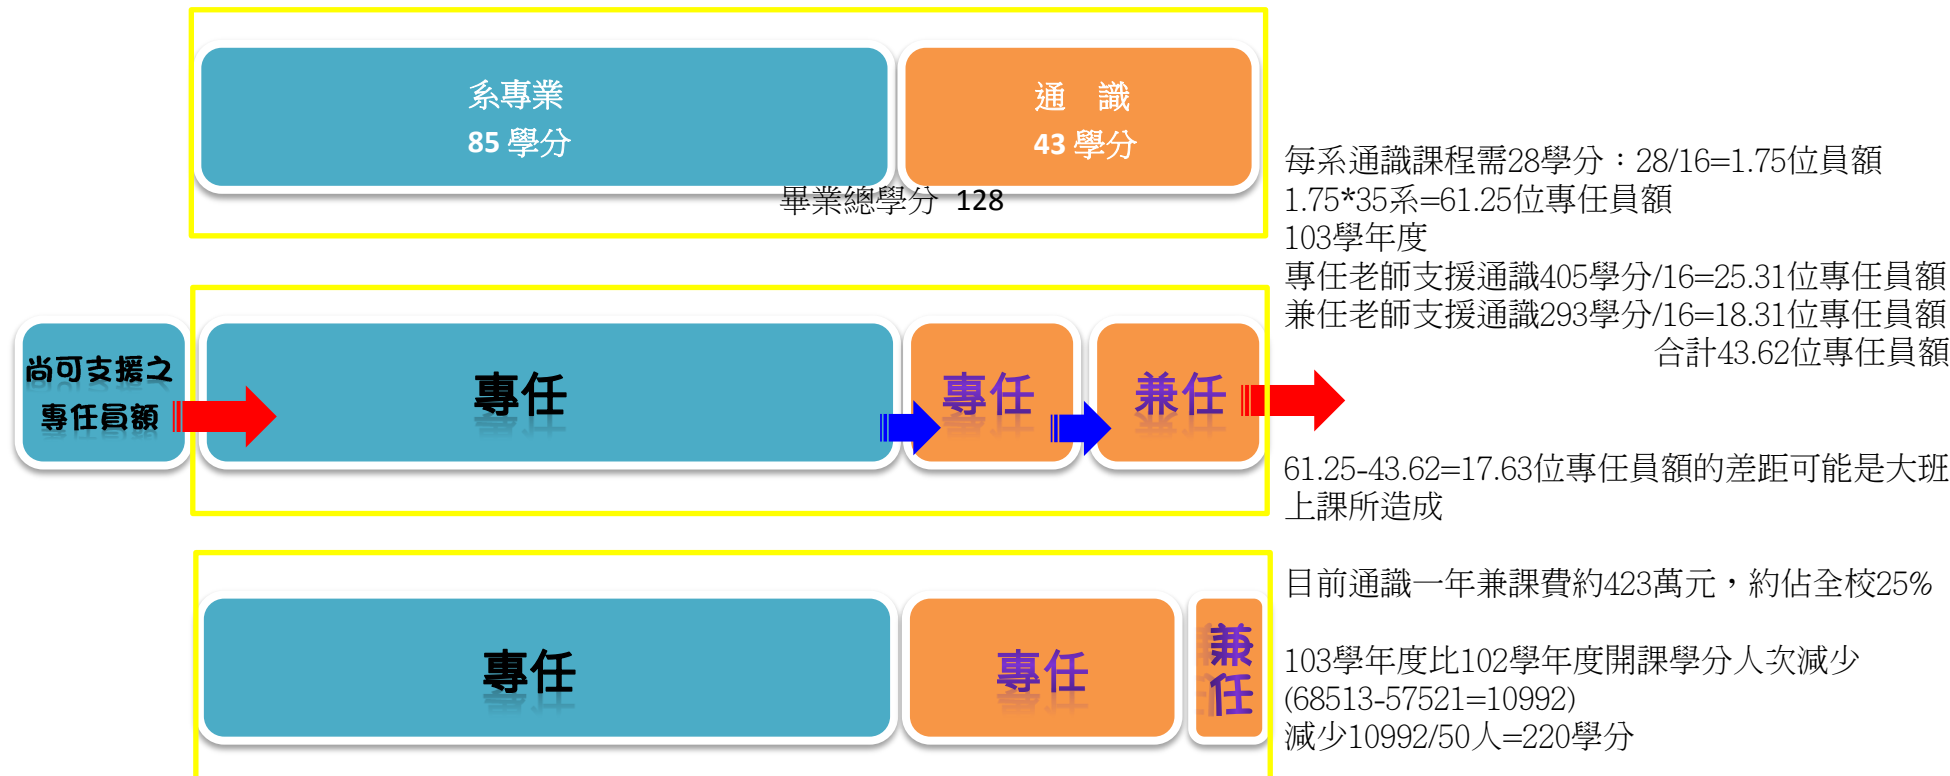 系專業
85 學分
通 識
43 學分
畢業總學分 128
每系通識課程需28學分：28/16=1.75位員額
1.75*35系=61.25位專任員額
103學年度
專任老師支援通識405學分/16=25.31位專任員額
兼任老師支援通識293學分/16=18.31位專任員額
合計43.62位專任員額
尚可支援之
專任員額
專任
專任
兼任
61.25-43.62=17.63位專任員額的差距可能是大班
上課所造成
目前通識一年兼課費約423萬元，約佔全校25%
專任
專任
兼
任
103學年度比102學年度開課學分人次減少
(68513-57521=10992)
減少10992/50人=220學分